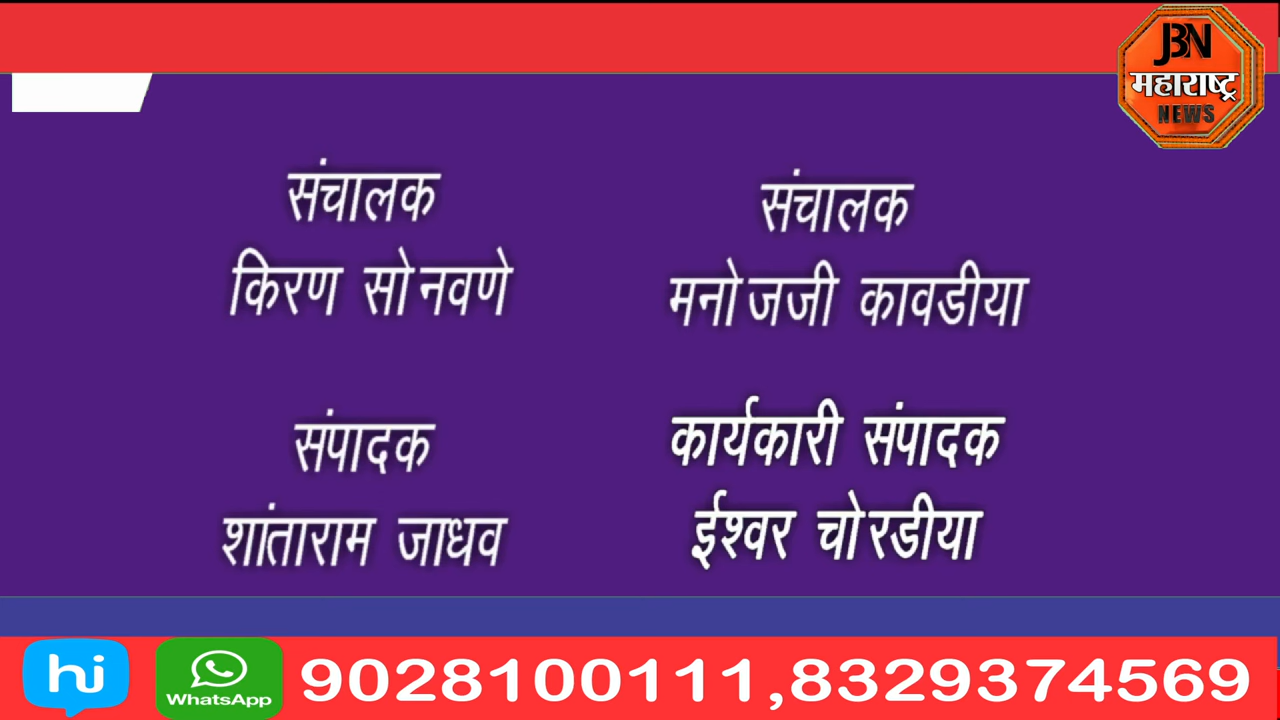 JBN
महाराष्ट्र
NEWS
संचालक
किरण सोनवणे
संचालक
मनोजजी कावडीया
संपादक
शांताराम जाधव
कार्यकारी संपादक
ईश्वर चोरडीया
hi
WhatsApp
9028100111,8329374569